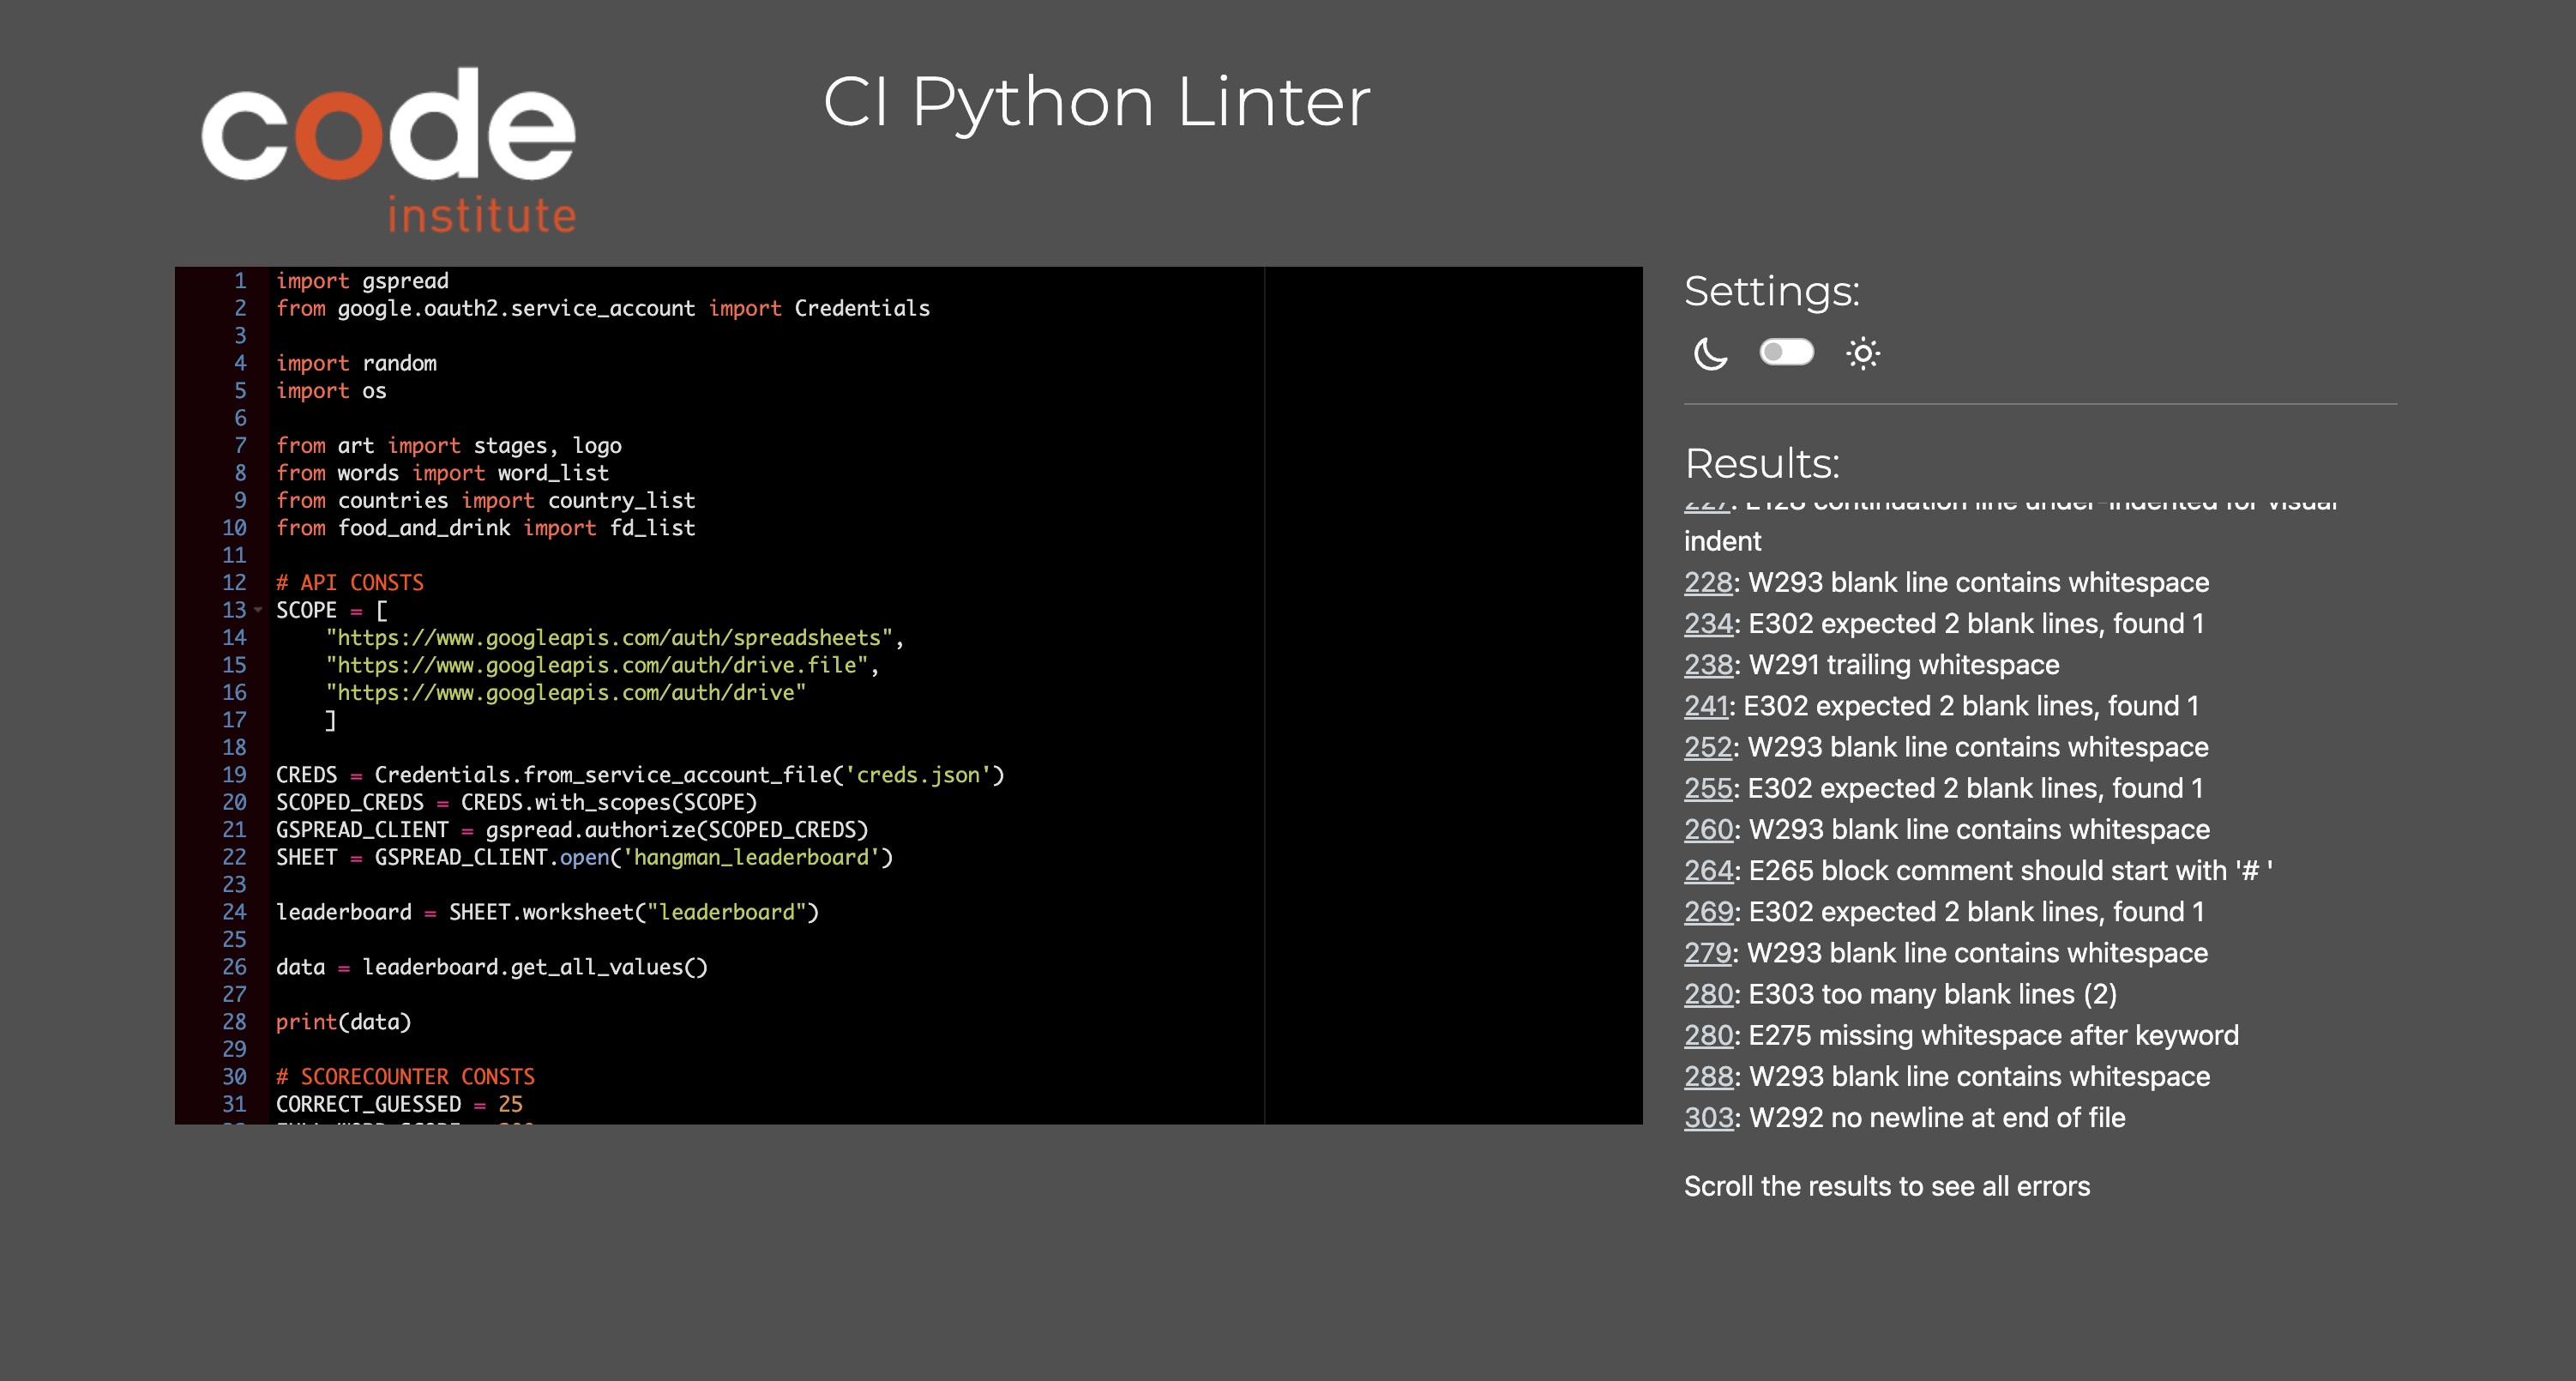 code
institute
CI Python Linter
1 import gspread
2 from google.oauth2.service_account import Credentials
3
4 import random
5 import os
6
7 from art import stages, logo
8 from words import word_list
9 from countries import country_list
10 from food_and_drink import fd_list
11
12 # API CONSTS
13 SCOPE = [
14     "https://www.googleapis.com/auth/spreadsheets",
15     "https://www.googleapis.com/auth/drive.file",
16     "https://www.googleapis.com/auth/drive"
17     ]
18
19 CREDS = Credentials.from_service_account_file('creds.json')
20 SCOPED_CREDS = CREDS.with_scopes(SCOPE)
21 GSPREAD_CLIENT = gspread.authorize(SCOPED_CREDS)
22 SHEET = GSPREAD_CLIENT.open('hangman_leaderboard')
23
24 leaderboard = SHEET.worksheet("leaderboard")
25
26 data = leaderboard.get_all_values()
27
28 print(data)
29
30 # SCORECOUNTER CONSTS
31 CORRECT_GUESSED = 25
Settings:
Results:
227: E128 continuation line under-indented for visual
indent
228: W293 blank line contains whitespace
234: E302 expected 2 blank lines, found 1
238: W291 trailing whitespace
241: E302 expected 2 blank lines, found 1
252: W293 blank line contains whitespace
255: E302 expected 2 blank lines, found 1
260: W293 blank line contains whitespace
264: E265 block comment should start with '# '
269: E302 expected 2 blank lines, found 1
279: W293 blank line contains whitespace
280: E303 too many blank lines (2)
280: E275 missing whitespace after keyword
288: W293 blank line contains whitespace
303: W292 no newline at end of file
Scroll the results to see all errors